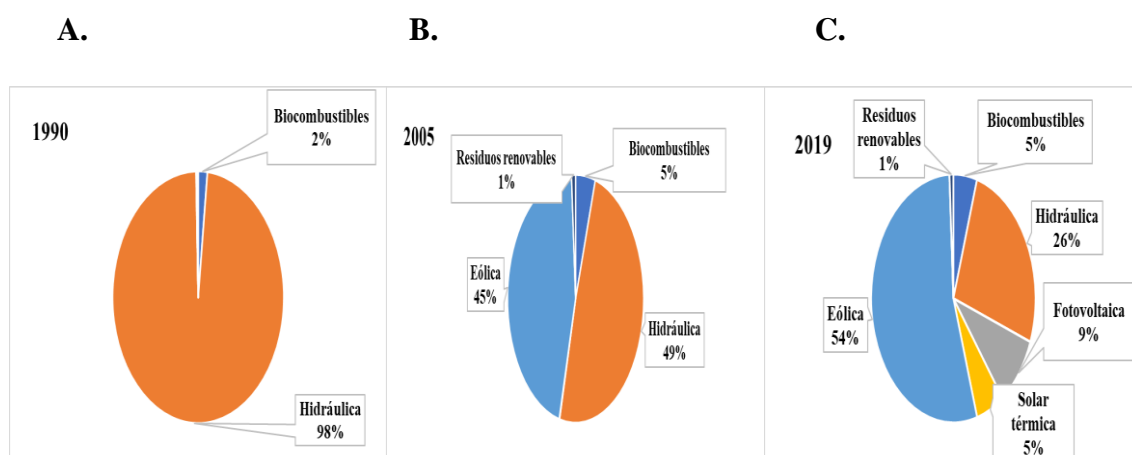 A.
B.
C.
1990
Biocombustibles
2%
Hidráulica
98%
2005
Residuos renovables
1%
Biocombustibles
5%
Eólica
45%
Hidráulica
49%
2019
Residuos
renovables
1%
Biocombustibles
5%
Hidráulica
26%
Fotovoltaica
9%
Eólica
54%
Solar
térmica
5%